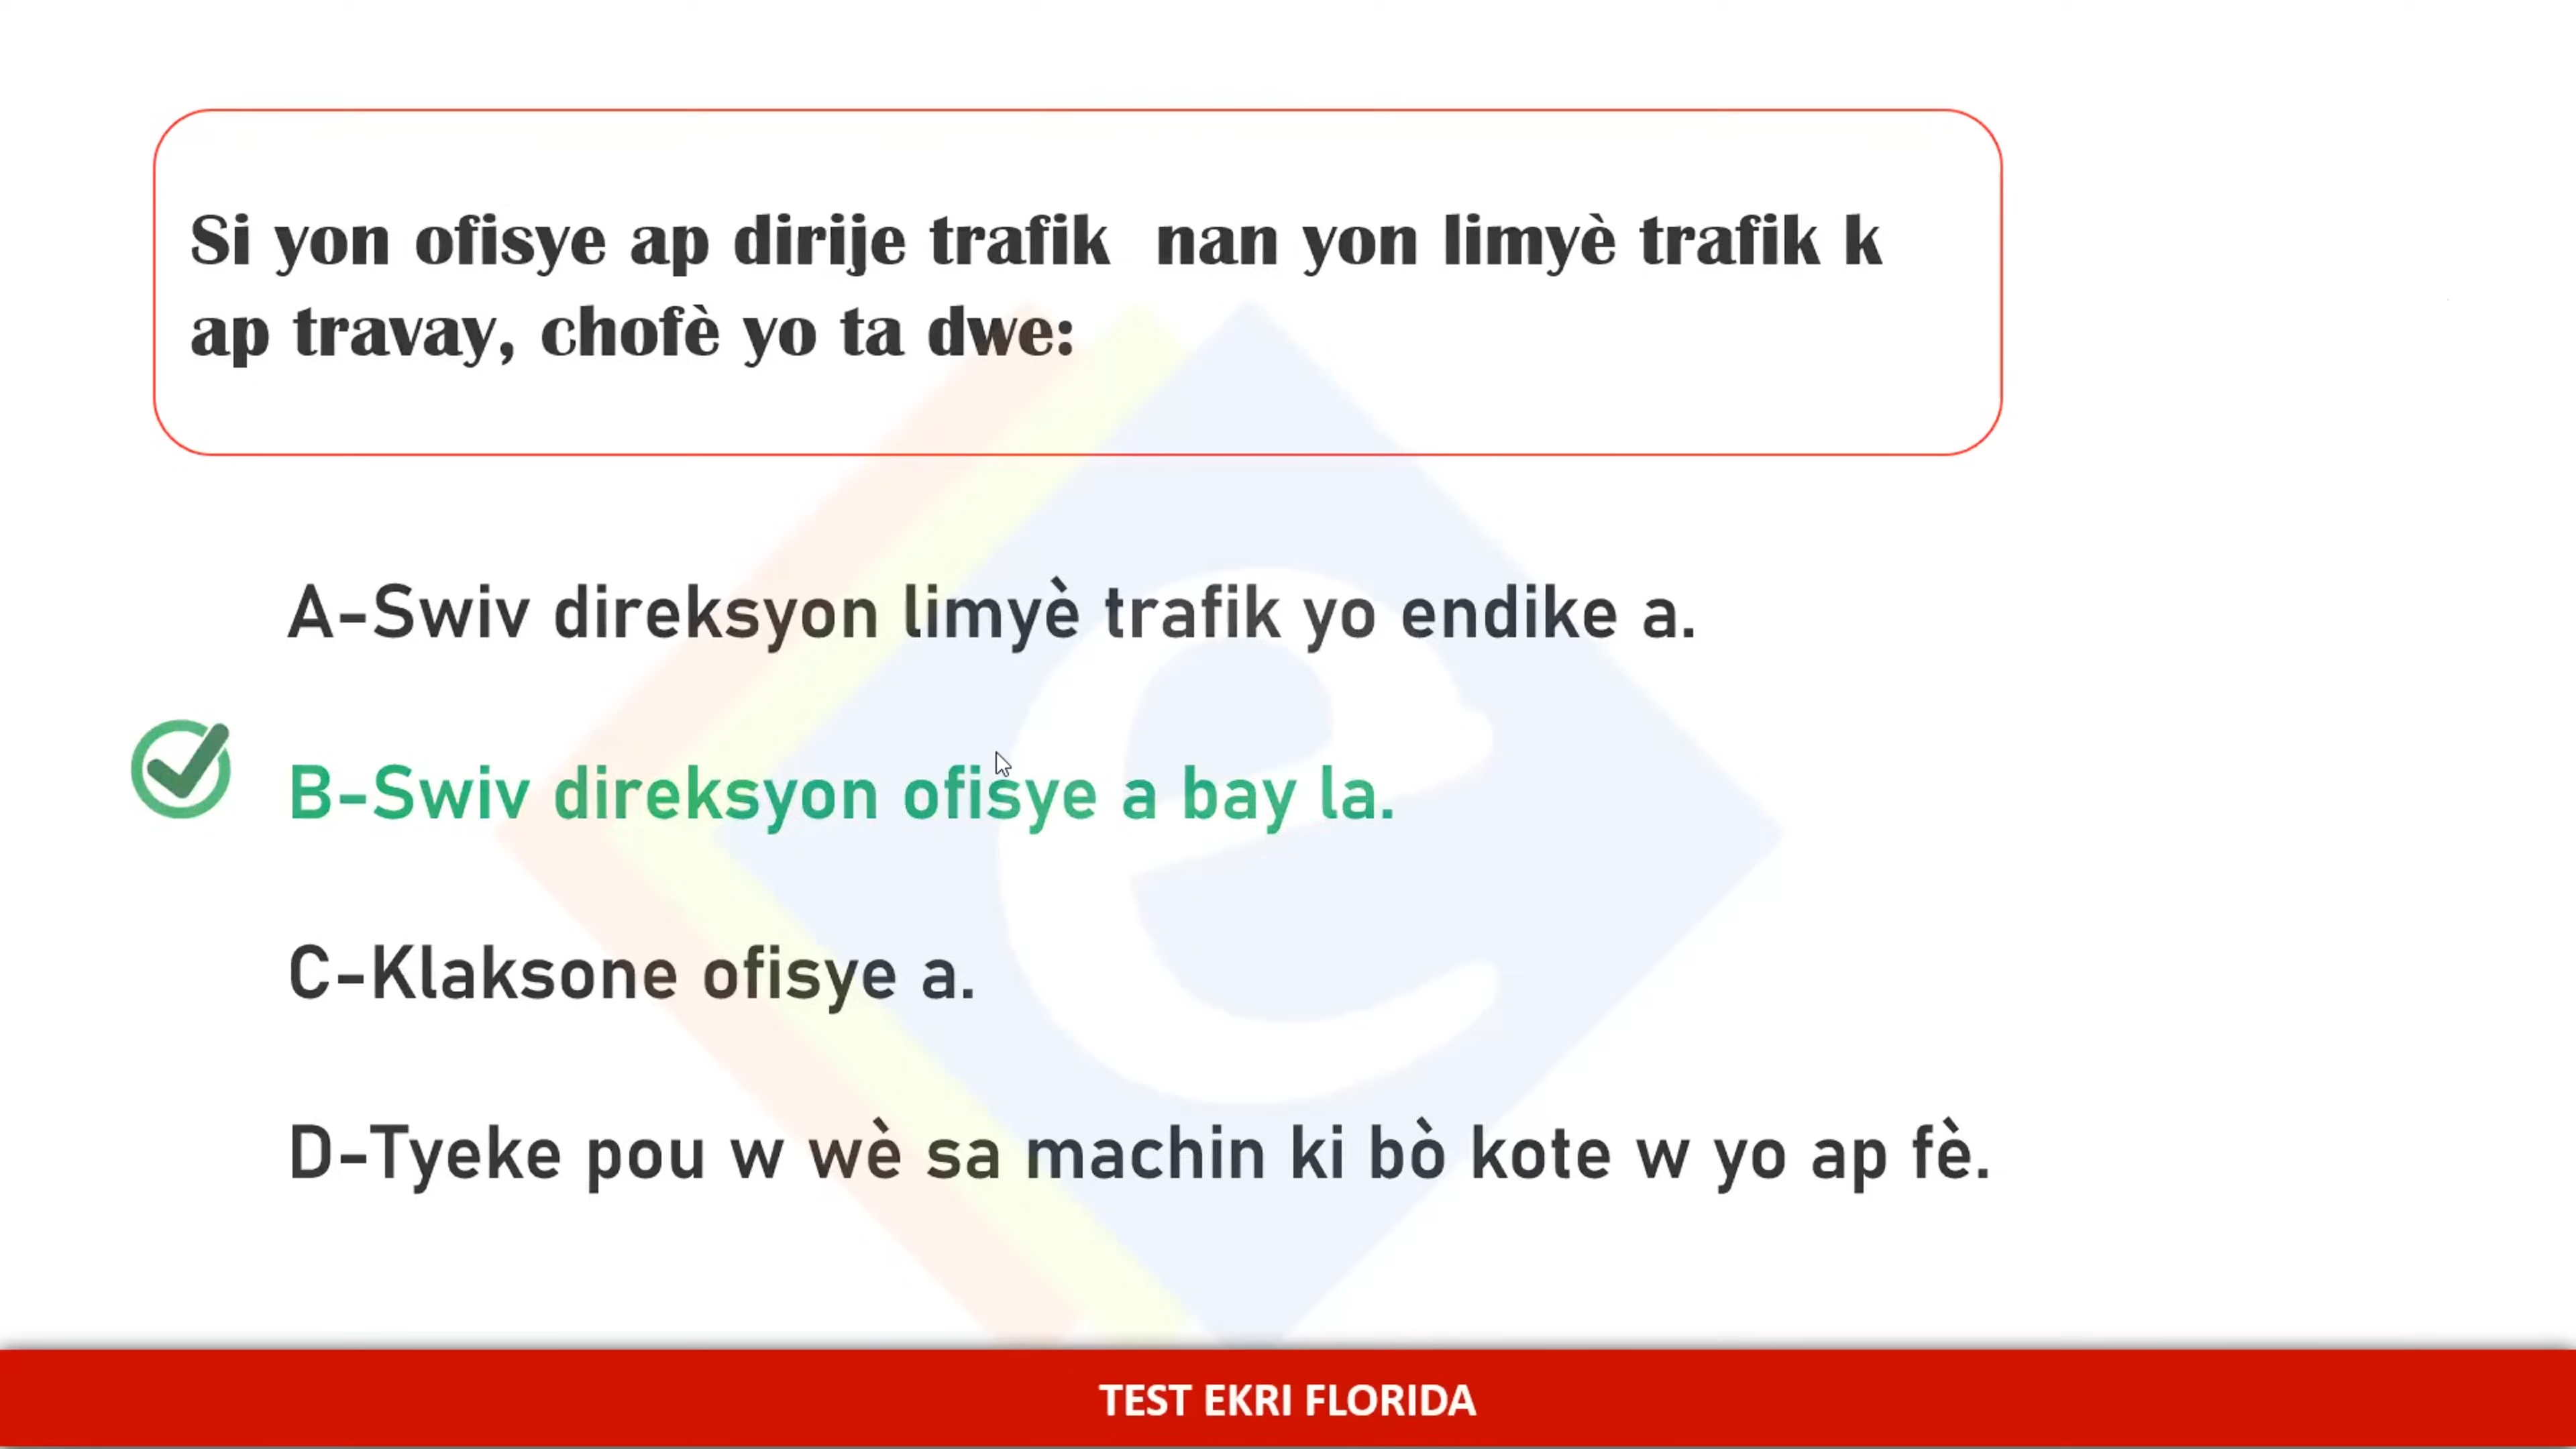 Si yon ofisye ap dirije trafik nan yon limyè trafik k
ap travay, chofè yo ta dwe:
A-Swiv direksyon limyè trafik yo endike a.
B-Swiv direksyon ofisye a bay la.
C-Klaksone ofisye a.
D-Tyeke pou w wè sa machin ki bò kote w yo ap fè.
TEST EKRI FLORIDA